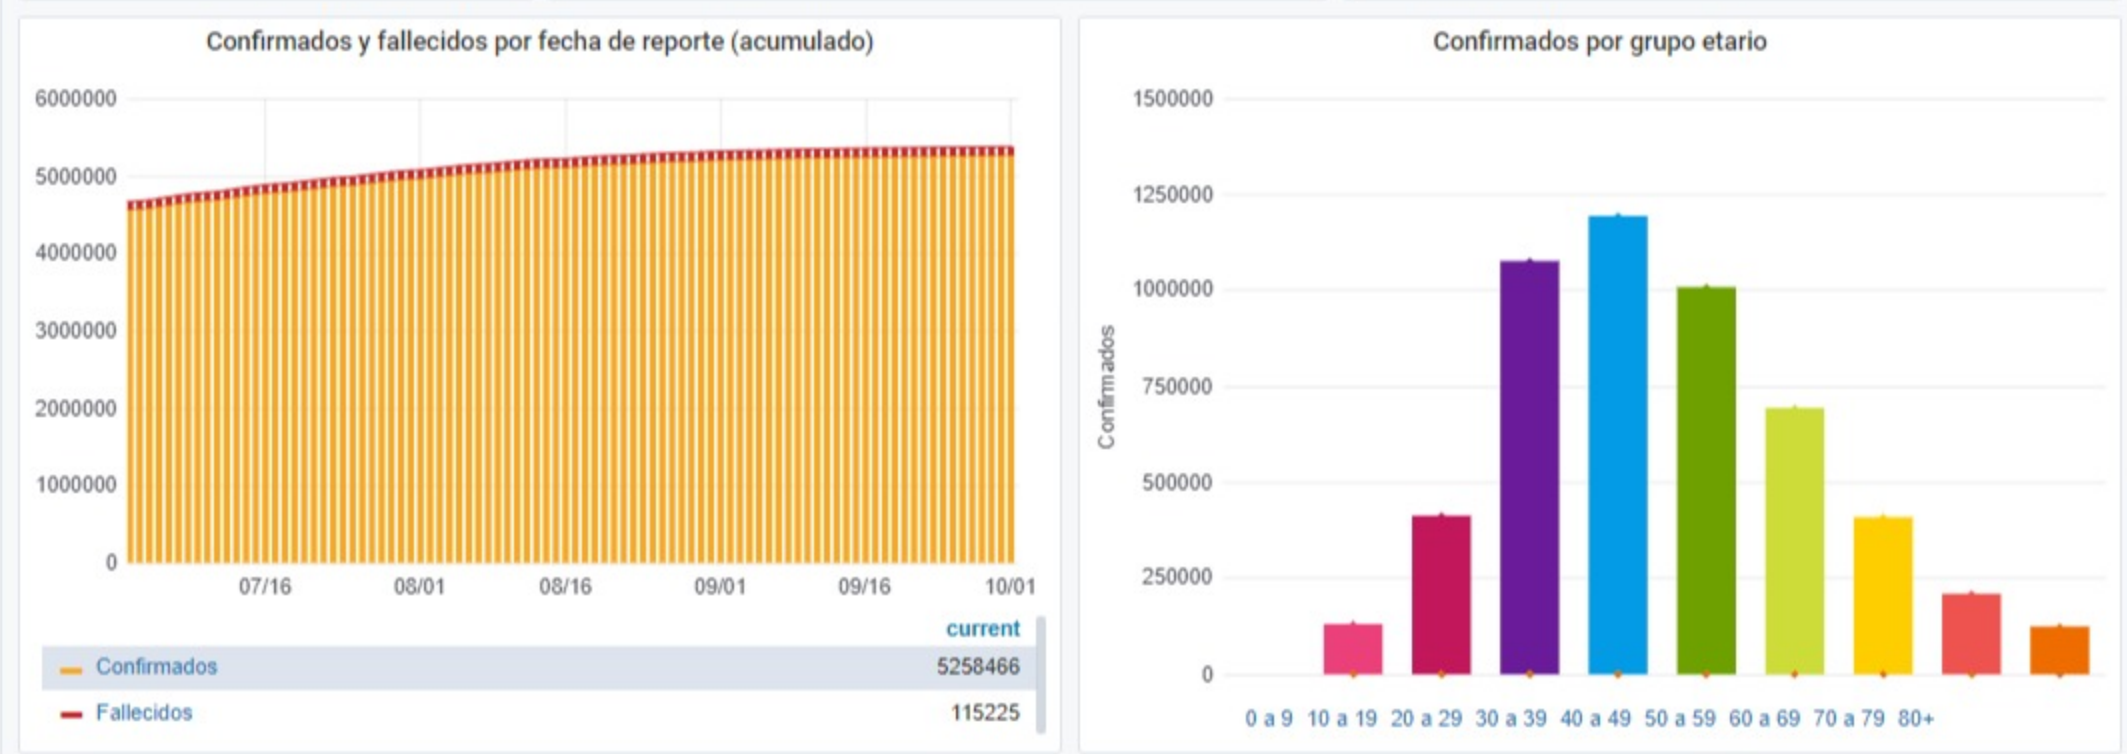 Confirmados y fallecidos por fecha de reporte (acumulado)
6000000
5000000
4000000
3000000
2000000
1000000
0
07/16 08/01 08/16 09/01 09/16 10/01
current
Confirmados 5258466
Fallecidos 115225
Confirmados por grupo etario
1500000
1250000
1000000
750000
500000
250000
0
Confirmados
0 a 9 10 a 19 20 a 29 30 a 39 40 a 49 50 a 59 60 a 69 70 a 79 80+